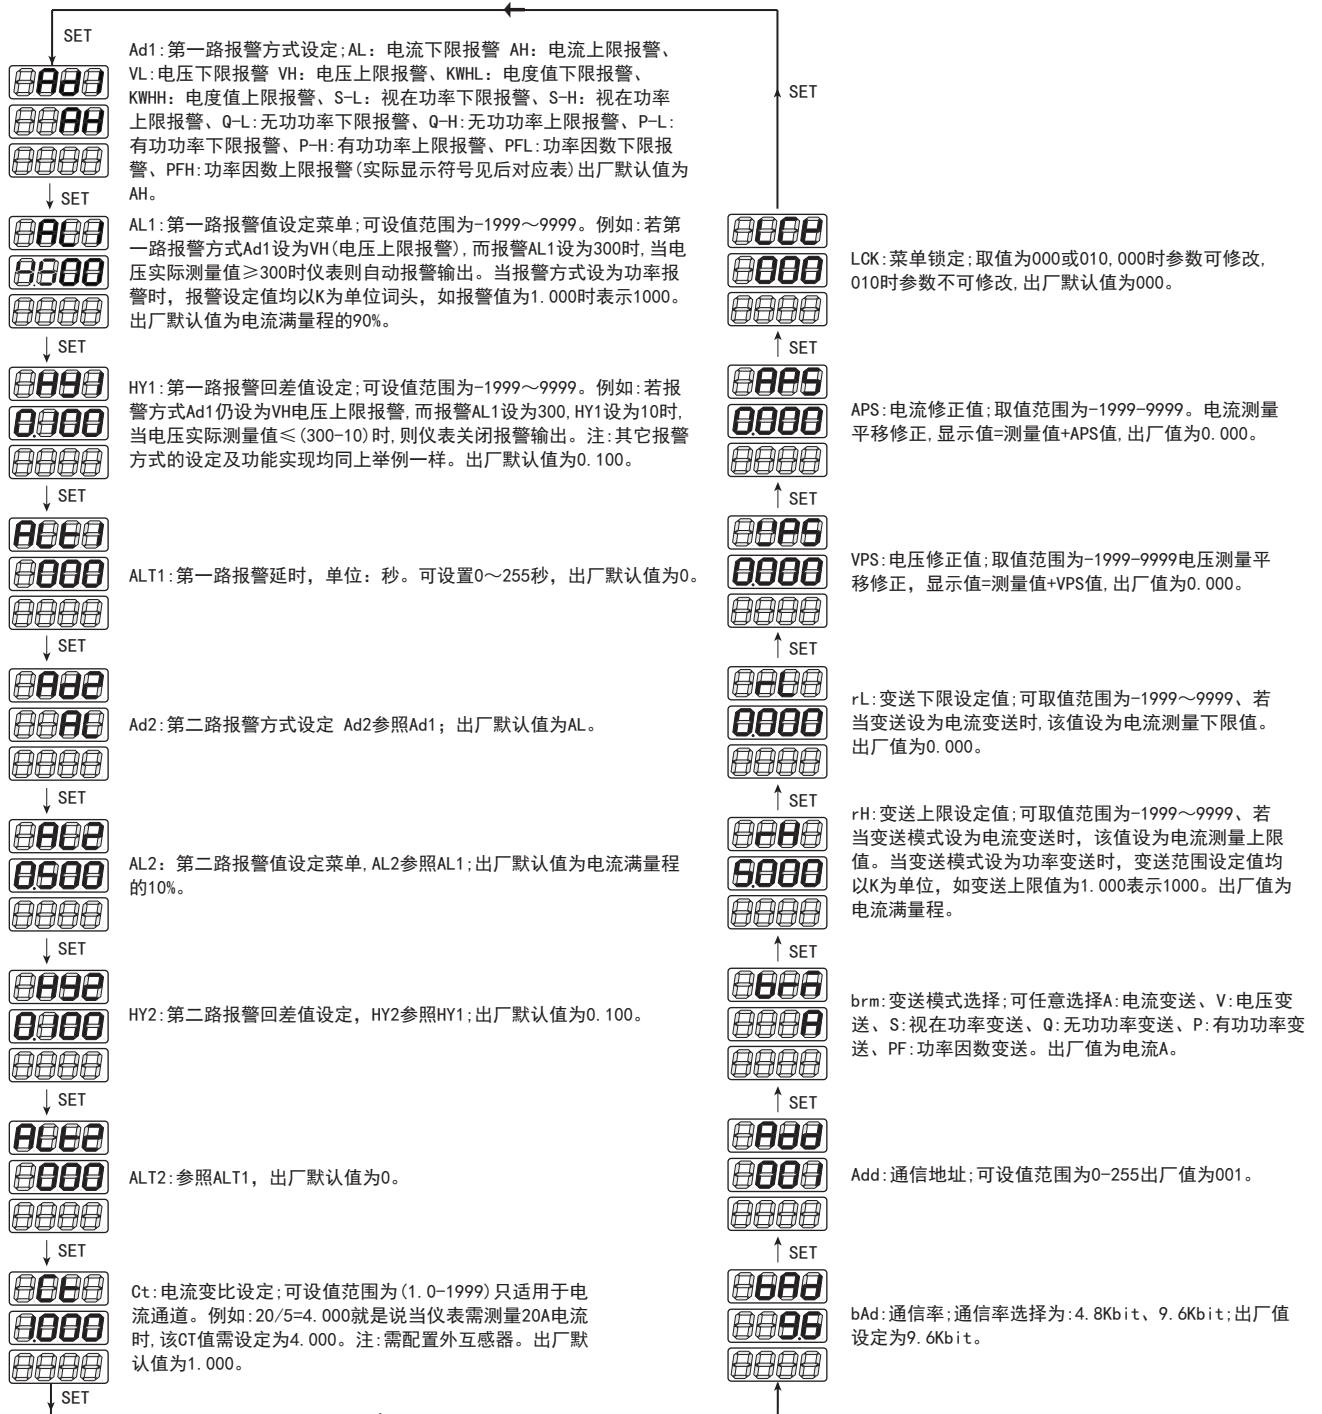 SET
Ad1:第一路报警方式设定;AL: 电流下限报警 AH: 电流上限报警、
VL:电压下限报警 VH: 电压上限报警、KWHL: 电度值下限报警、
KWHH: 电度值上限报警、S-L: 视在功率下限报警、S-H: 视在功率
上限报警、Q-L:无功功率下限报警、Q-H:无功功率上限报警、P-L:
有功功率下限报警、P-H:有功功率上限报警、PFL:功率因数下限报
警、PFH:功率因数上限报警(实际显示符号见后对应表)出厂默认值为
AH。
SET
AL1:第一路报警值设定菜单;可设值范围为-1999～9999。例如:若第
一路报警方式Ad1设为VH(电压上限报警),而报警AL1设为300时,当电
压实际测量值≥300时仪表则自动报警输出。当报警方式设为功率报
警时, 报警设定值均以K为单位词头, 如报警值为1.000时表示1000。
出厂默认值为电流满量程的90%。
SET
HY1:第一路报警回差值设定;可设值范围为-1999～9999。例如:若报
警方式Ad1仍设为VH电压上限报警,而报警AL1设为300,HY1设为10时,
当电压实际测量值≤(300-10)时,则仪表关闭报警输出。注:其它报警
方式的设定及功能实现均同上举例一样。出厂默认值为0.100。
SET
ALT1:第一路报警延时, 单位: 秒。可设置0～255秒, 出厂默认值为0。
SET
Ad2:第二路报警方式设定 Ad2参照Ad1; 出厂默认值为AL。
SET
AL2: 第二路报警值设定菜单,AL2参照AL1;出厂默认值为电流满量程
的10%。
SET
HY2:第二路报警回差值设定, HY2参照HY1;出厂默认值为0.100。
SET
ALT2:参照ALT1, 出厂默认值为0。
SET
Ct:电流变比设定;可设值范围为(1.0-1999)只适用于电
流通道。例如:20/5=4.000就是说当仪表需测量20A电流
时,该CT值需设定为4.000。注:需配置外互感器。出厂默
认值为1.000。
SET
SET
LCK:菜单锁定;取值为000或010,000时参数可修改,
010时参数不可修改,出厂默认值为000。
SET
APS:电流修正值;取值范围为-1999-9999。电流测量
平移修正,显示值=测量值+APS值,出厂值为0.000。
SET
VPS:电压修正值;取值范围为-1999-9999电压测量平
移修正, 显示值=测量值+VPS值,出厂值为0.000。
SET
rL:变送下限设定值;可取值范围为-1999～9999、若
当变送设为电流变送时,该值设为电流测量下限值。
出厂值为0.000。
SET
rH:变送上限设定值;可取值范围为-1999～9999、若
当变送模式设为电流变送时, 该值设为电流测量上限
值。当变送模式设为功率变送时, 变送范围设定值均
以K为单位, 如变送上限值为1.000表示1000。出厂值为
电流满量程。
SET
brm:变送模式选择;可任意选择A:电流变送、V:电压变
送、S:视在功率变送、Q:无功功率变送、P:有功功率变
送、PF:功率因数变送。出厂值为电流A。
SET
Add:通信地址;可设值范围为0-255出厂值为001。
SET
bAd:通信率;通信率选择为:4.8Kbit、9.6Kbit;出厂值
设定为9.6Kbit。